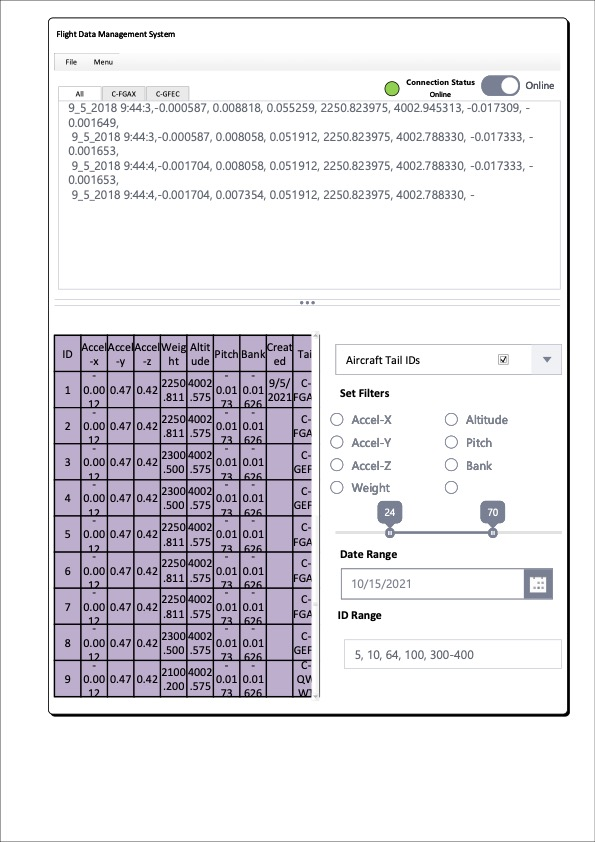 Flight Data Management System
File Menu
Connection Status
Online
Online
All C-FGAX C-GFEC
9_5_2018 9:44:3,-0.000587, 0.008818, 0.055259, 2250.823975, 4002.945313, -0.017309, -
0.001649,
9_5_2018 9:44:3,-0.000587, 0.008058, 0.051912, 2250.823975, 4002.788330, -0.017333, -
0.001653,
9_5_2018 9:44:4,-0.001704, 0.008058, 0.051912, 2250.823975, 4002.788330, -0.017333, -
0.001653,
9_5_2018 9:44:4,-0.001704, 0.007354, 0.051912, 2250.823975, 4002.788330, -
ID Accel-x Accel-y Accel-z Weight Altitude Pitch Bank Created Tai
1 -0.0012 0.47 0.42 2250.811 4002.575 -0.0173 -0.01626 9/5/2021 C-FGA
2 -0.0012 0.47 0.42 2250.811 4002.575 -0.0173 -0.01626 C-FGA
3 -0.0012 0.47 0.42 2300.500 4002.575 -0.0173 -0.01626 C-GEF
4 -0.0012 0.47 0.42 2300.500 4002.575 -0.0173 -0.01626 C-GEF
5 -0.0012 0.47 0.42 2250.811 4002.575 -0.0173 -0.01626 C-FGA
6 -0.0012 0.47 0.42 2250.811 4002.575 -0.0173 -0.01626 C-FGA
7 -0.0012 0.47 0.42 2250.811 4002.575 -0.0173 -0.01626 C-FGA
8 -0.0012 0.47 0.42 2300.500 4002.575 -0.0173 -0.01626 C-GEF
9 -0.0012 0.47 0.42 2100.200 4002.575 -0.0173 -0.01626 C-QW
Aircraft Tail IDs
Set Filters
Accel-X Altitude
Accel-Y Pitch
Accel-Z Bank
Weight
24 70
Date Range
10/15/2021
ID Range
5, 10, 64, 100, 300-400